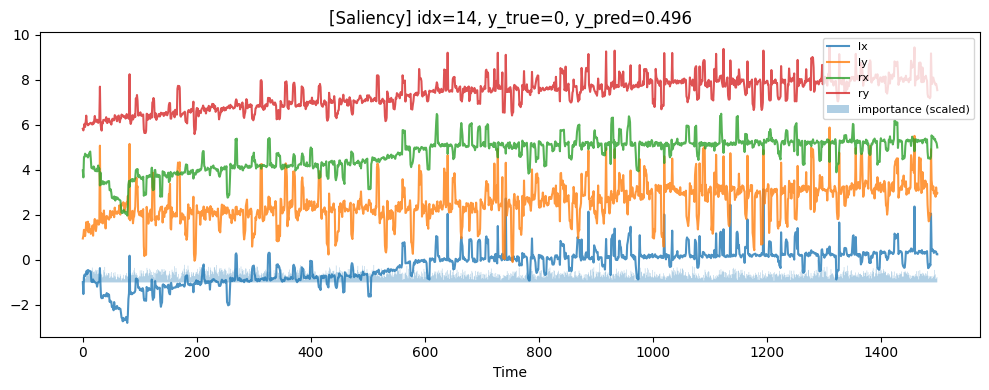 [Saliency] idx=14, y_true=0, y_pred=0.496
10
8
6
4
2
0
−2
lx
ly
rx
ry
importance (scaled)
0
200
400
600
800
1000
1200
1400
Time